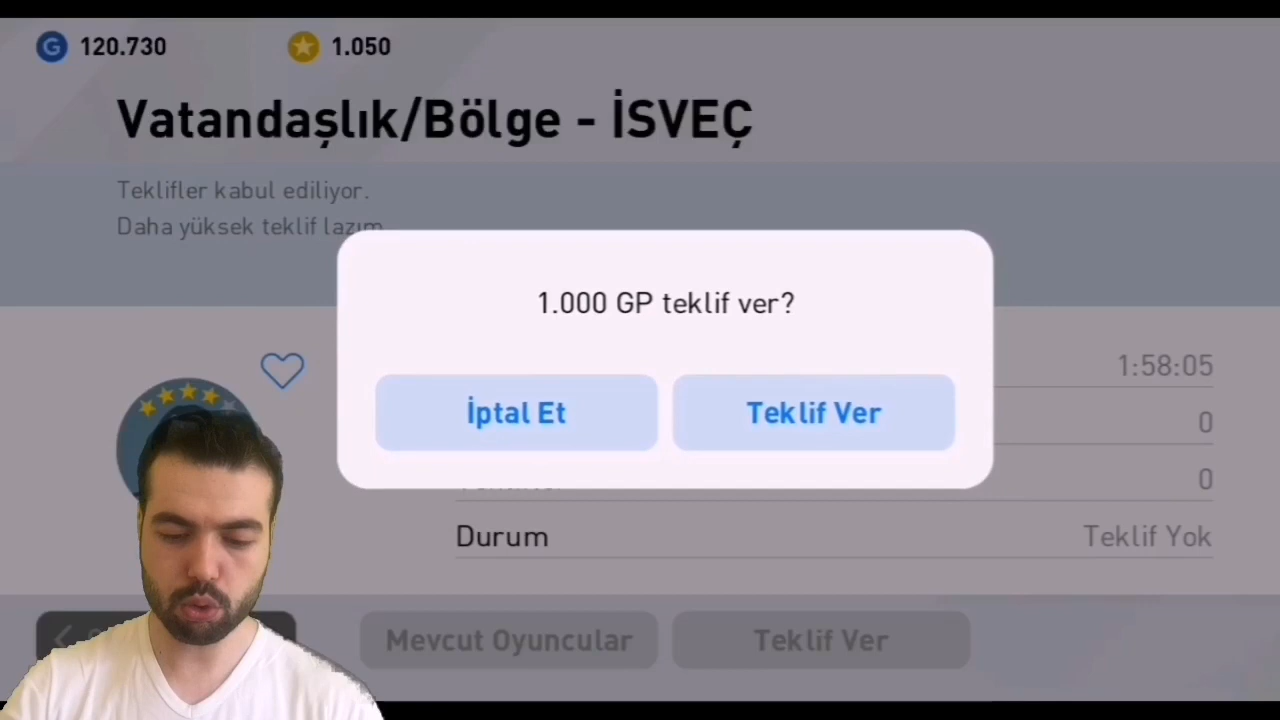 120.730
1.050
Vatandaşlık/Bölge - İSVEÇ
Teklifler kabul ediliyor.
Daha yüksek teklif lazım
1.000 GP teklif ver?
İptal Et
Teklif Ver
1:58:05
0
0
Durum
Teklif Yok
Mevcut Oyuncular
Teklif Ver